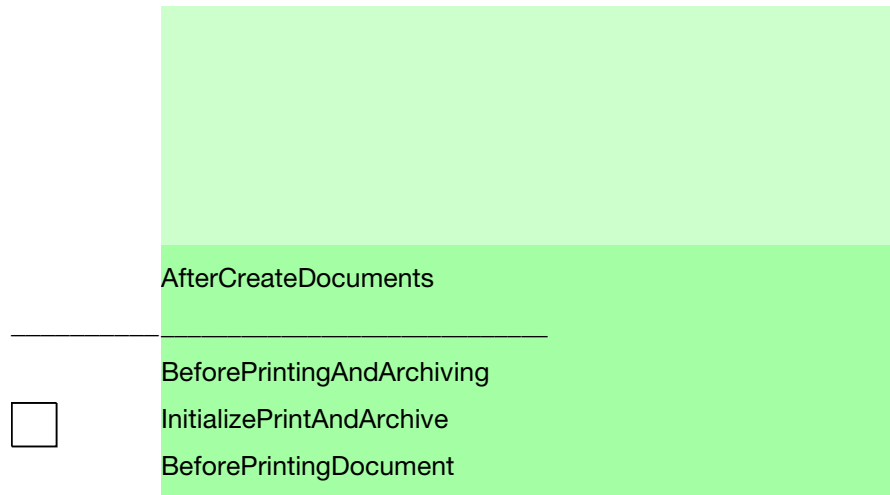 AfterCreateDocuments
BeforePrintingAndArchiving
InitializePrintAndArchive
BeforePrintingDocument